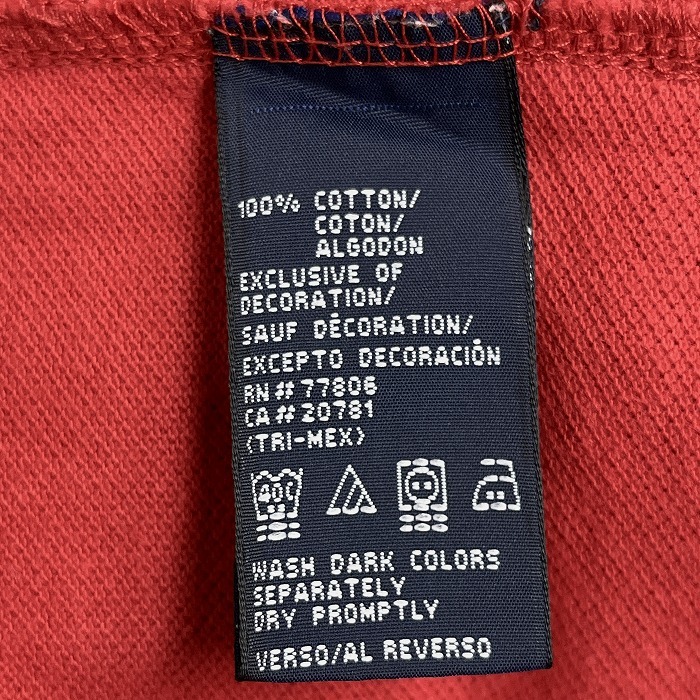 100% COTTON/
COTON/
ALGODON
EXCLUSIVE OF
DECORATION/
SAUF DÉCORATION/
EXCEPTO DECORACIÓN
RN # 77806
CA # 20781
(TRI-MEX)
40C
WASH DARK COLORS
SEPARATELY
DRY PROMPTLY
VERSO/AL REVERSO